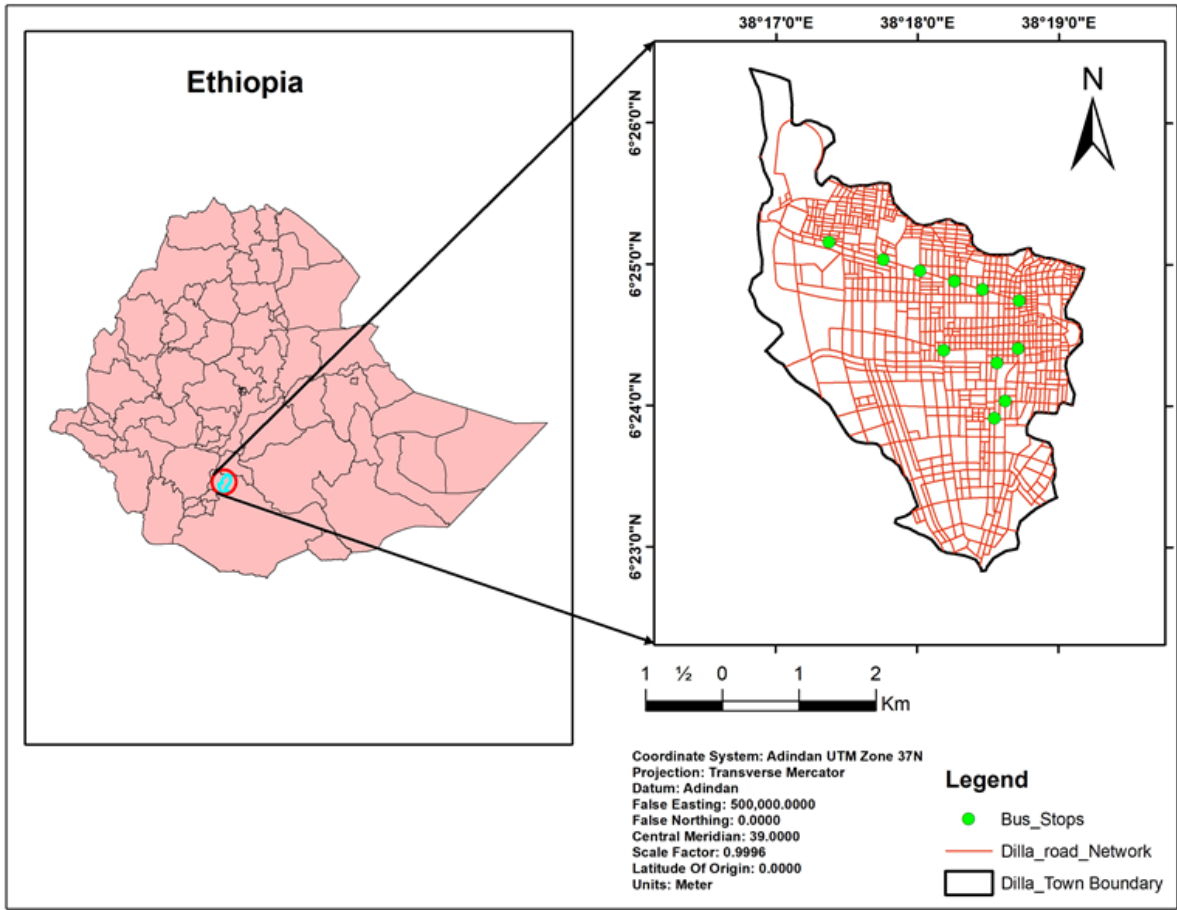 Ethiopia
38°17'0"E 38°18'0"E 38°19'0"E
N
6°26'0"N
6°25'0"N
6°24'0"N
6°23'0"N
1 ½ 0 1 2
Km
Coordinate System: Adindan UTM Zone 37N
Projection: Transverse Mercator
Datum: Adindan
False Easting: 500,000.0000
False Northing: 0.0000
Central Meridian: 39.0000
Scale Factor: 0.9996
Latitude Of Origin: 0.0000
Units: Meter
Legend
Bus_Stops
Dilla_road_Network
Dilla_Town Boundary